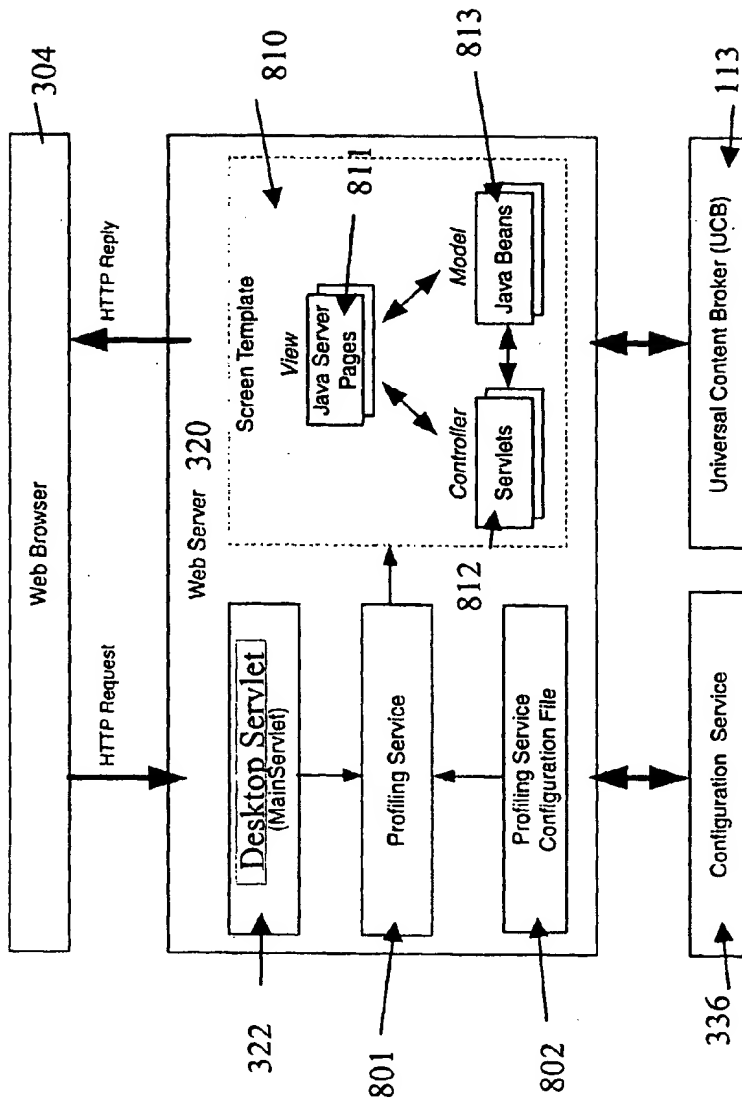 304
Web Browser
HTTP Request
HTTP Reply
Web Server 320
322
Desktop Servlet
(MainServlet)
801
Profiling Service
802
Profiling Service
Configuration File
Screen Template
810
View
811
Java Server
Pages
Controller
Model
812
Servlets
813
Java Beans
336
Configuration Service
Universal Content Broker (UCB)
113